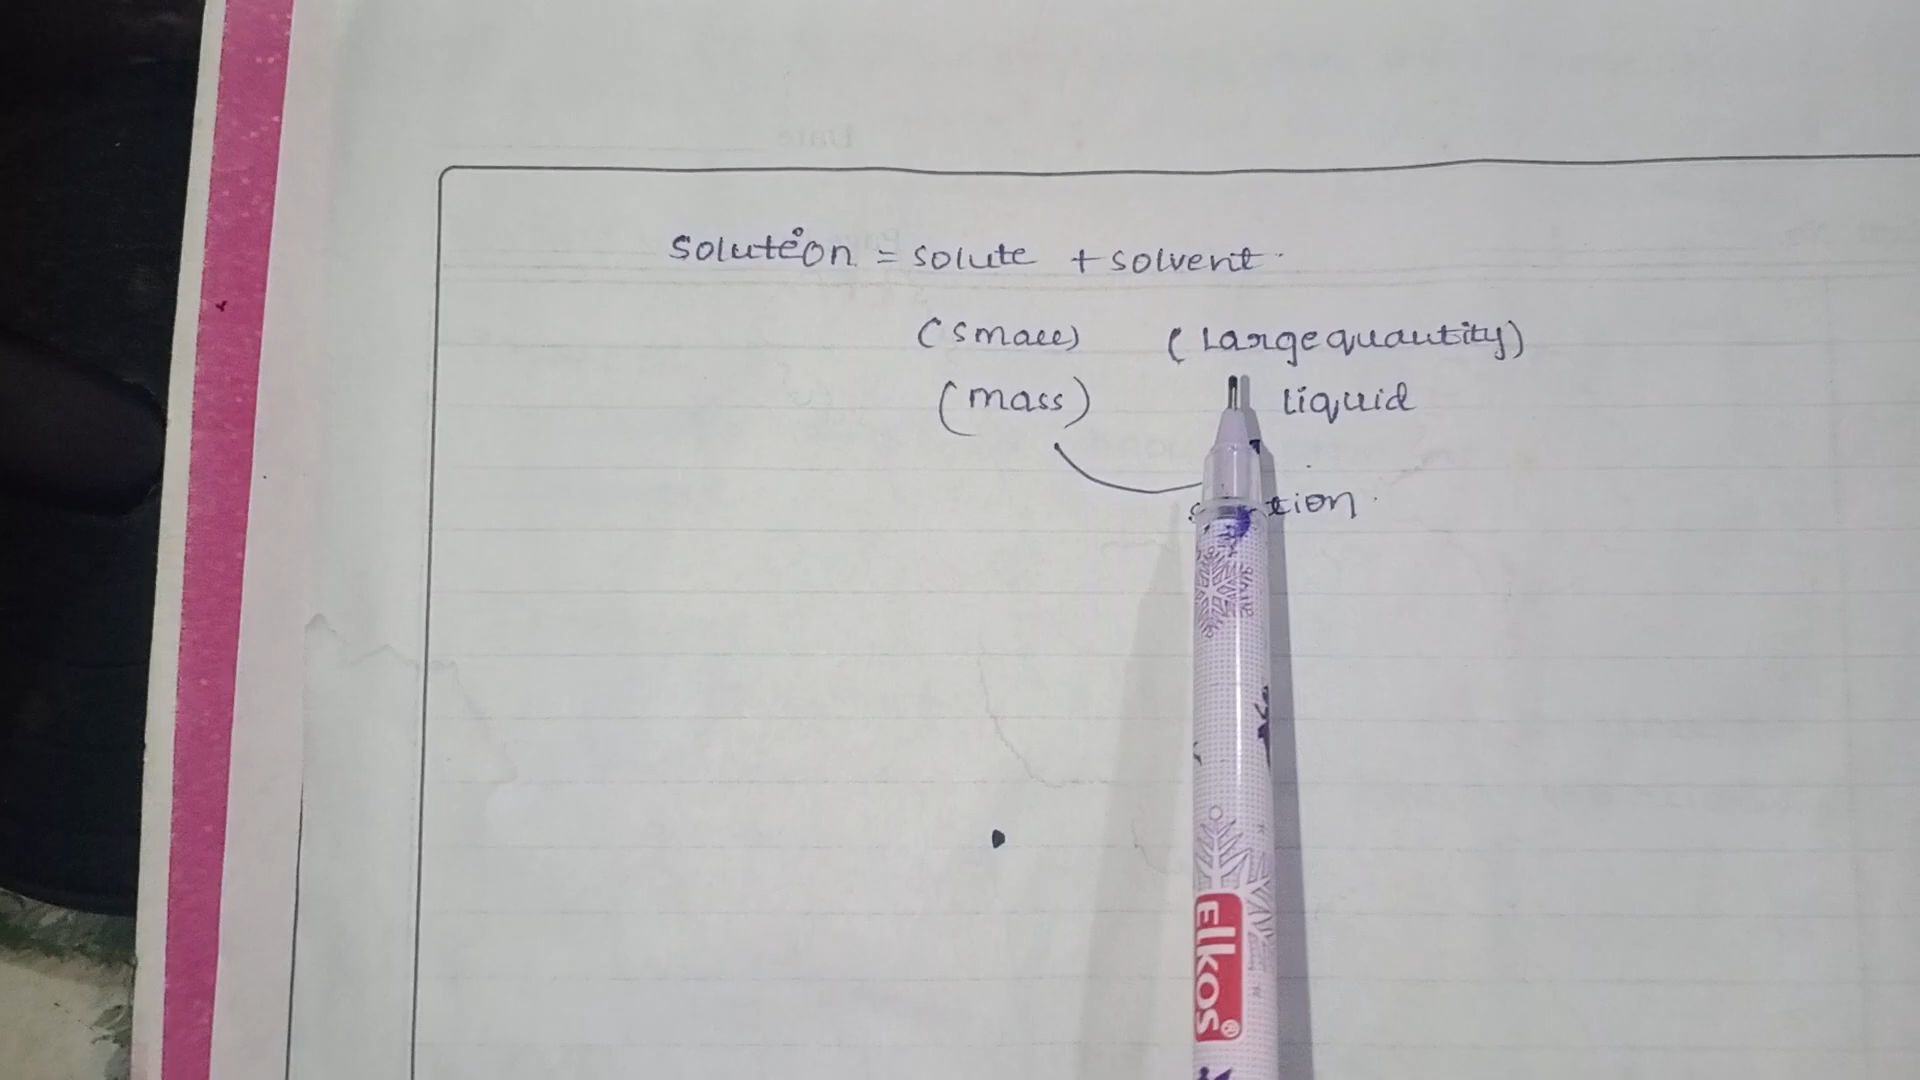 Solution = solute + solvent.
(small) (Large quantity)
(mass) liquid
tion.
Elkos